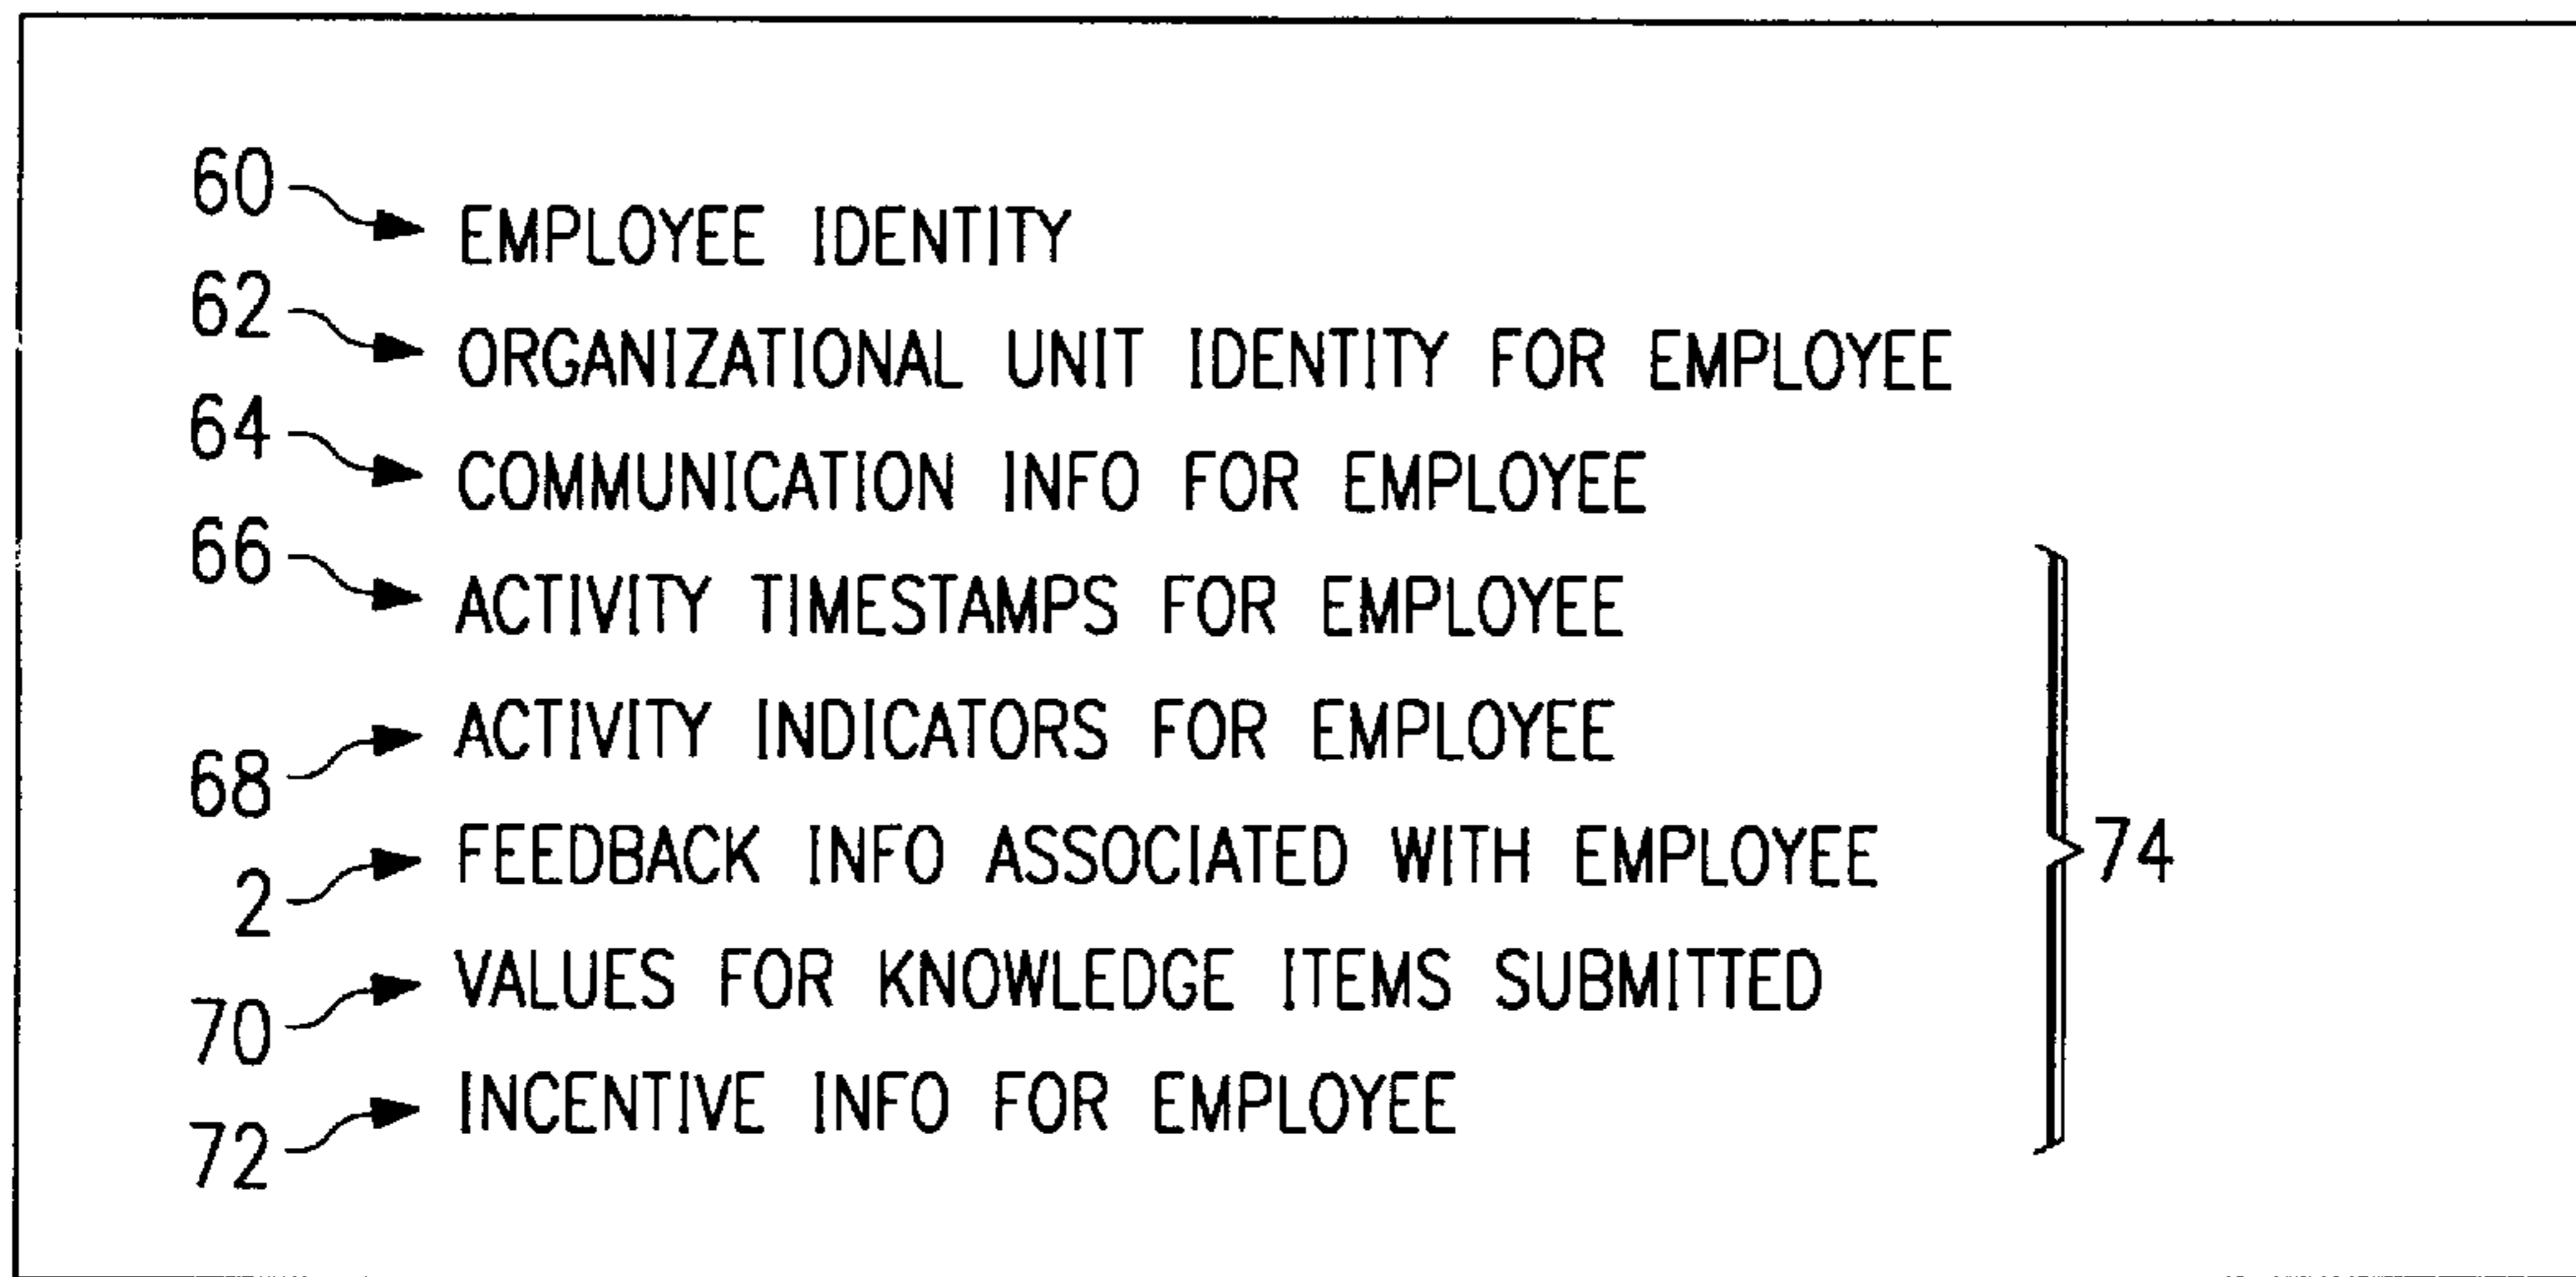 60 EMPLOYEE IDENTITY
62 ORGANIZATIONAL UNIT IDENTITY FOR EMPLOYEE
64 COMMUNICATION INFO FOR EMPLOYEE
66 ACTIVITY TIMESTAMPS FOR EMPLOYEE
68 ACTIVITY INDICATORS FOR EMPLOYEE
2 FEEDBACK INFO ASSOCIATED WITH EMPLOYEE
74
70 VALUES FOR KNOWLEDGE ITEMS SUBMITTED
72 INCENTIVE INFO FOR EMPLOYEE